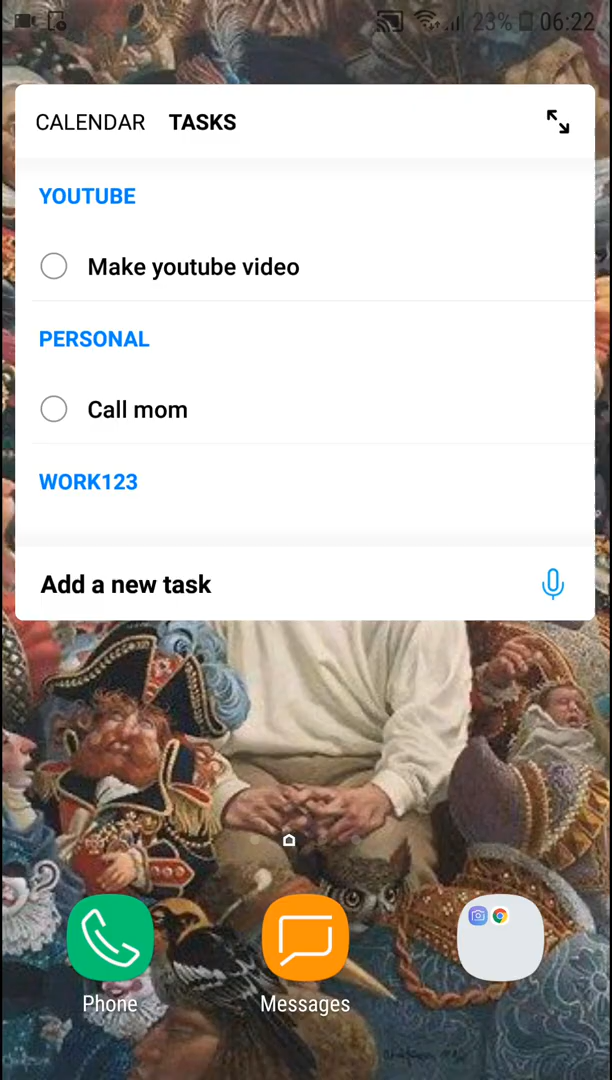 23% 06:22
CALENDAR TASKS
YOUTUBE
Make youtube video
PERSONAL
Call mom
WORK123
Add a new task
Phone Messages